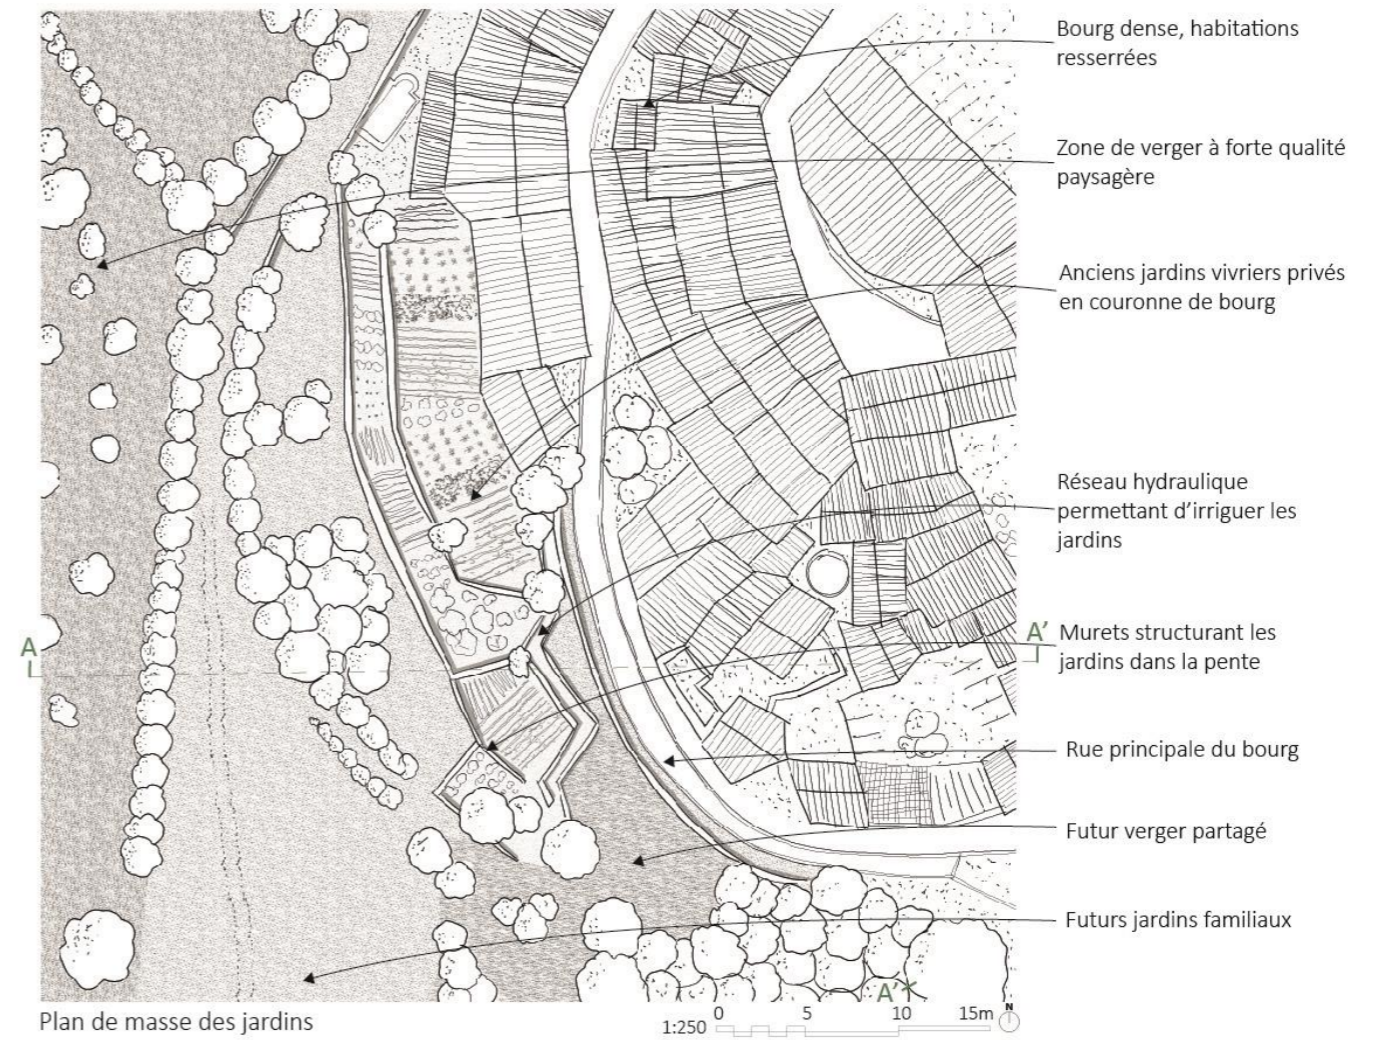 Bourg dense, habitations
resserrées
Zone de verger à forte qualité
paysagère
Anciens jardins vivriers privés
en couronne de bourg
Réseau hydraulique
permettant d'irriguer les
jardins
A
A'
Murets structurant les
jardins dans la pente
Rue principale du bourg
Futur verger partagé
Futurs jardins familiaux
A'
Plan de masse des jardins
1:250
0 5 10 15m
N